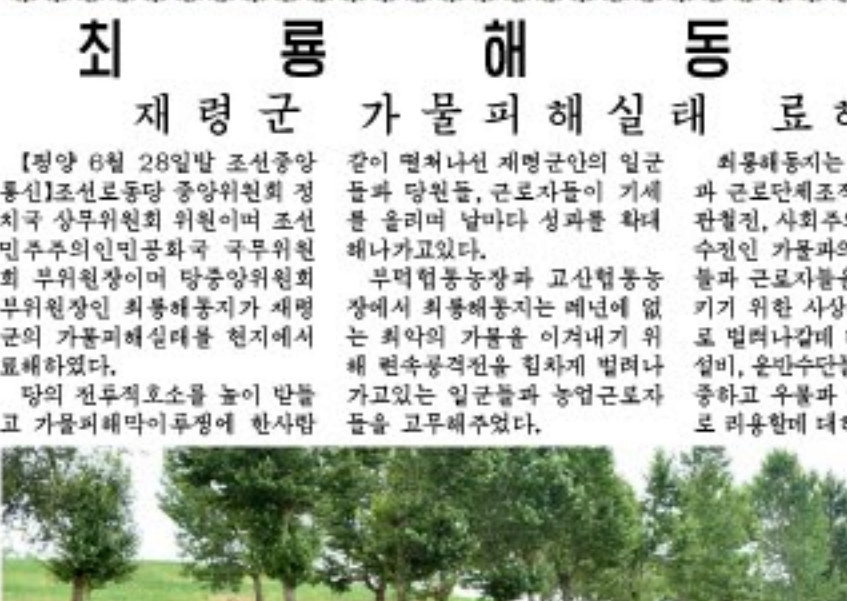 최 룡 해 동
재령군 가물피해실태 료해
【평양 6월 28일발 조선중앙
통신】조선로동당 중앙위원회 정
치국 상무위원회 위원이며 조선
민주주의인민공화국 국무위원
회 부위원장이며 당중앙위원회
부위원장인 최룡해동지가 재령
군의 가물피해실태를 현지에서
료해하였다.
당의 전투적호소를 높이 받들
고 가물피해막이투쟁에 한사람
같이 떨쳐나선 재령군안의 일군
들과 당원들, 근로자들이 기세
를 올리며 날마다 성과를 확대
해나가고있다.
부덕협동농장과 고산협동농
장에서 최룡해동지는 례년에 없
는 최악의 가물을 이겨내기 위
해 련속공격전을 힘차게 벌려나
가고있는 일군들과 농업근로자
들을 고무해주었다.
최룡해동지는
과 근로단체조직
판철전, 사회주의
수전인 가물과의
들과 근로자들을
키기 위한 사상
로 벌려나갈데
설비, 운반수단들
중하고 우물과
로 리용할데 대한